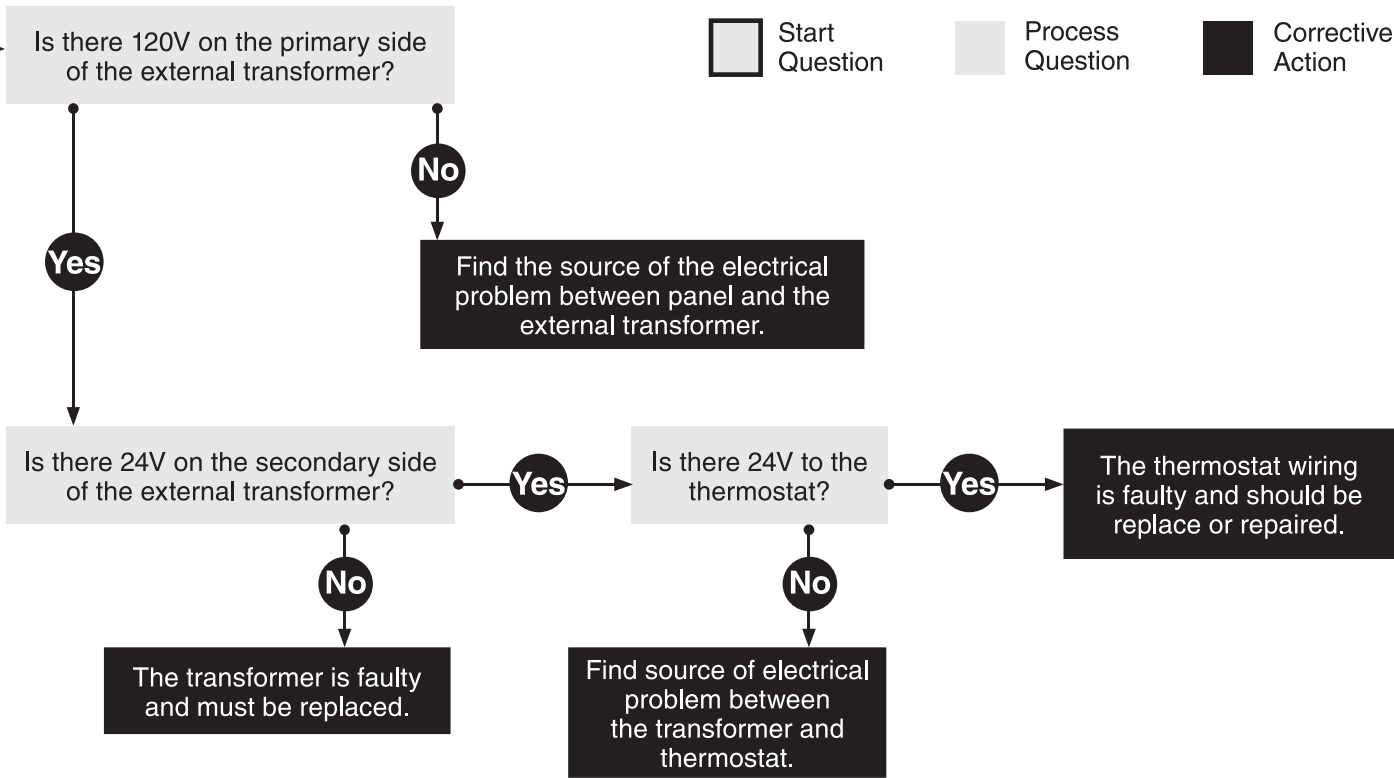 Is there 120V on the primary side
of the external transformer?
Start
Question
Process
Question
Corrective
Action
No
Yes
Find the source of the electrical
problem between panel and the
external transformer.
Is there 24V on the secondary side
of the external transformer?
Yes
Is there 24V to the
thermostat?
Yes
The thermostat wiring
is faulty and should be
replace or repaired.
No
No
The transformer is faulty
and must be replaced.
Find source of electrical
problem between
the transformer and
thermostat.